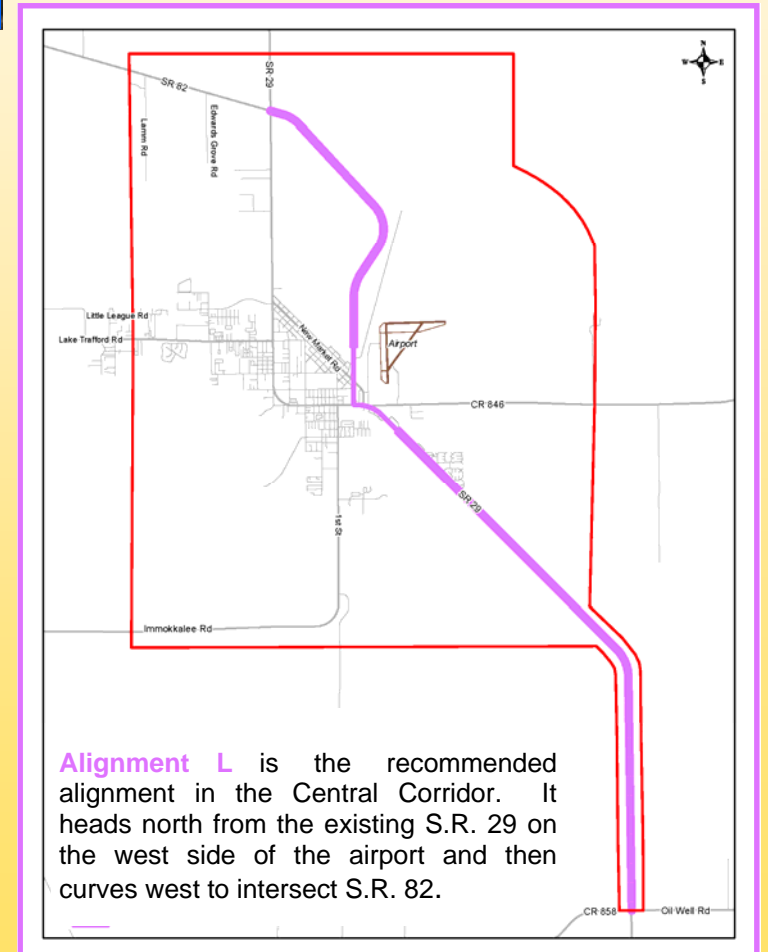 N
W E
S
SR 82
SR 29
Lamm Rd
Edwards Grove Rd
Little League Rd
Lake Trafford Rd
New Market Rd
Airport
CR 846
SR 29
1st St
Immokkalee Rd
Alignment L is the recommended
alignment in the Central Corridor. It
heads north from the existing S.R. 29 on
the west side of the airport and then
curves west to intersect S.R. 82.
CR 858
Oil Well Rd